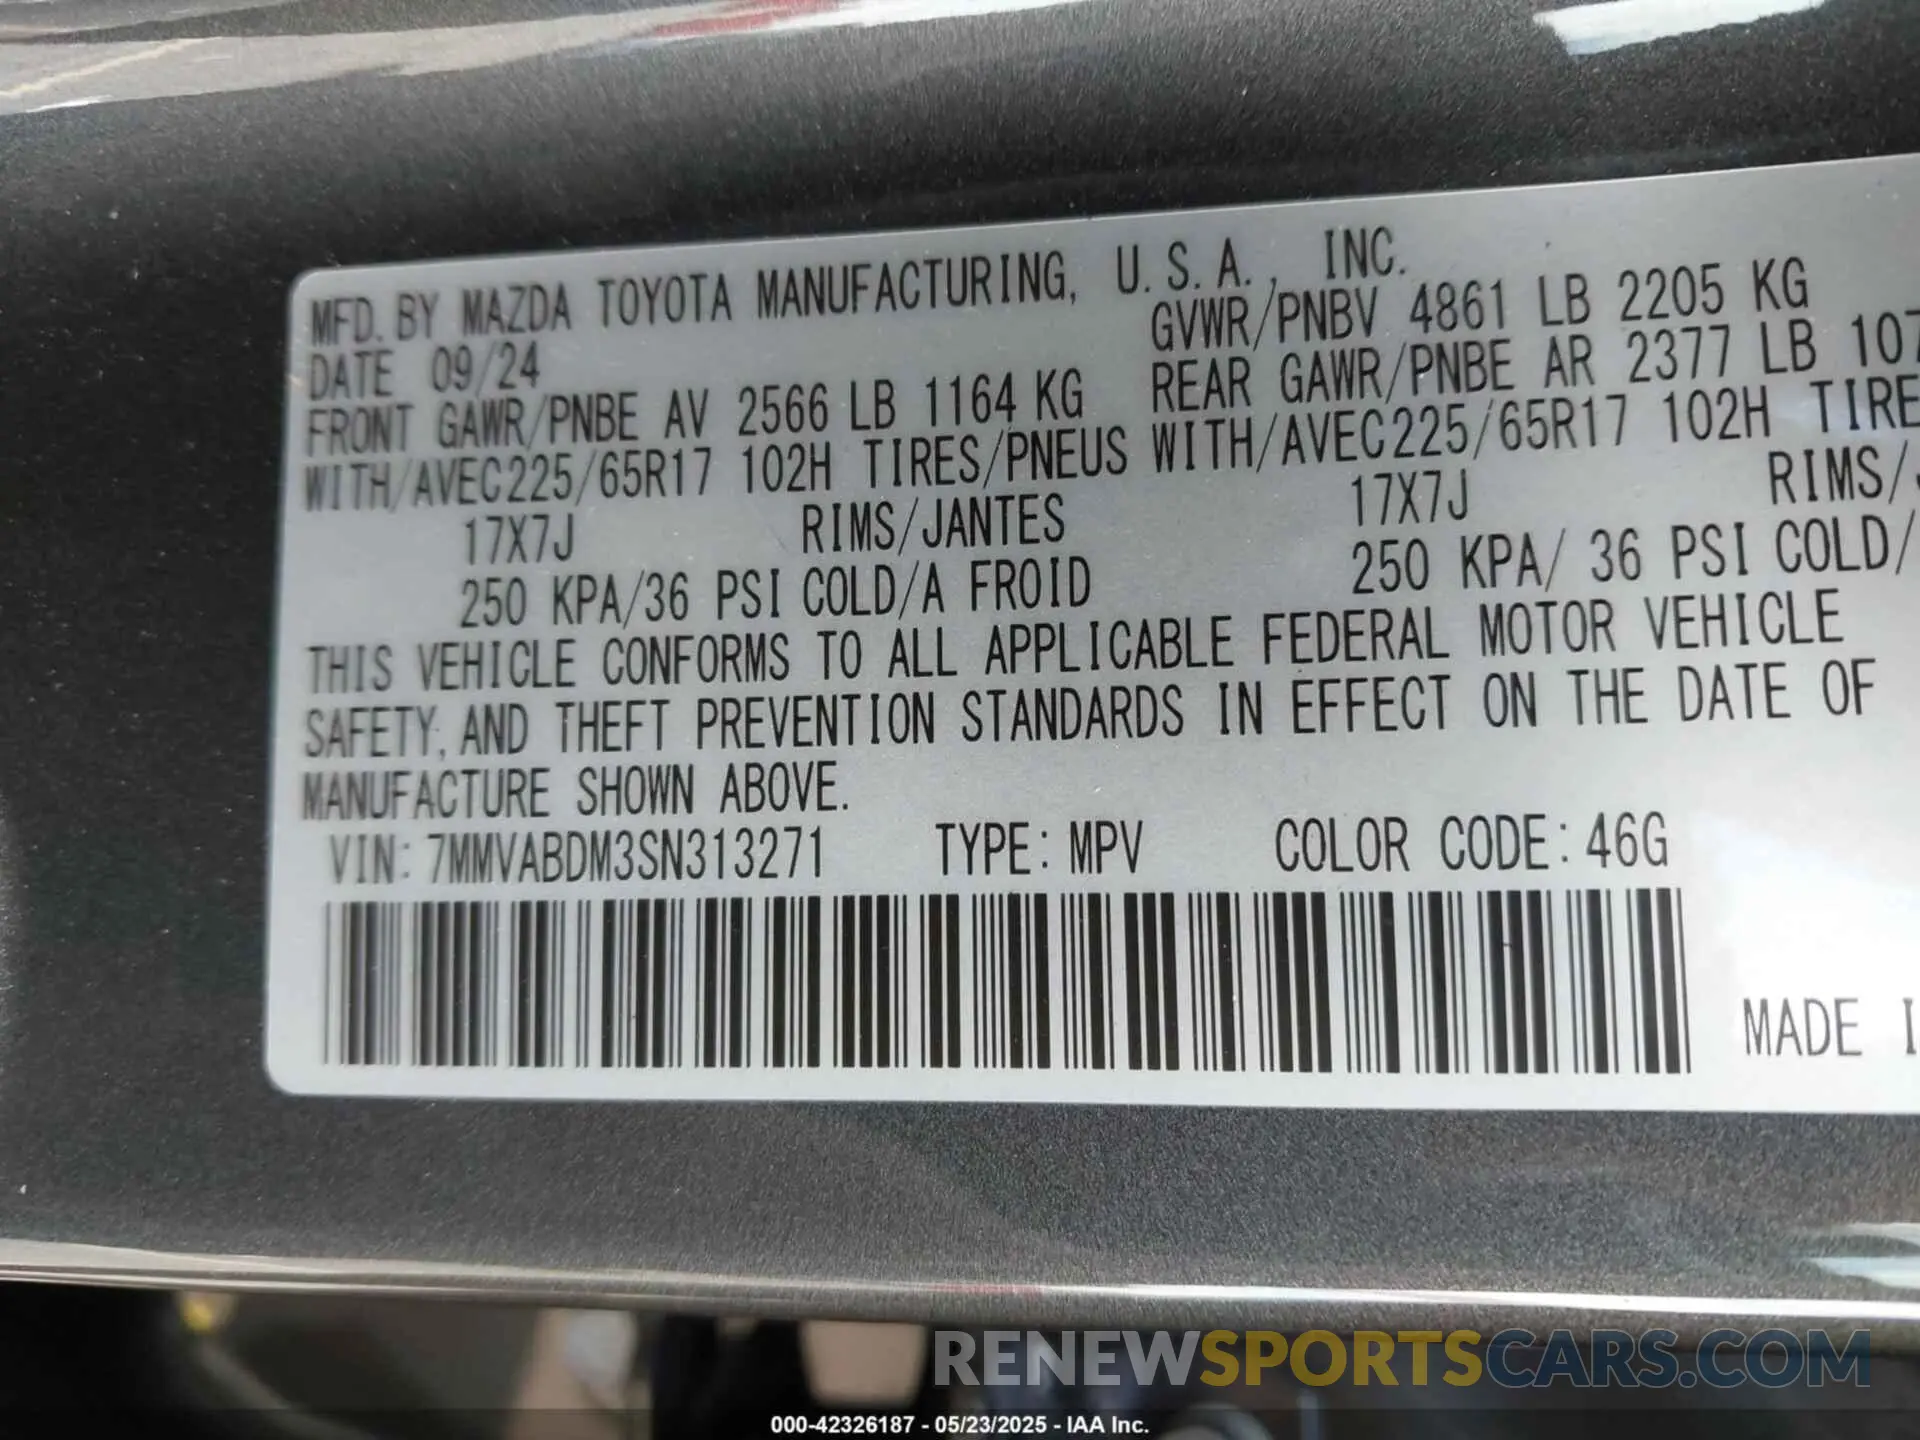 MFD. BY MAZDA TOYOTA MANUFACTURING, U.S.A., INC.
DATE 09/24 GVWR/PNBV 4861 LB 2205 KG
FRONT GAWR/PNBE AV 2566 LB 1164 KG REAR GAWR/PNBE AR 2377 LB 107
WITH/AVEC225/65R17 102H TIRES/PNEUS WITH/AVEC225/65R17 102H TIRE
17X7J RIMS/JANTES 17X7J RIMS/
250 KPA/36 PSI COLD/A FROID 250 KPA/ 36 PSI COLD/
THIS VEHICLE CONFORMS TO ALL APPLICABLE FEDERAL MOTOR VEHICLE
SAFETY, AND THEFT PREVENTION STANDARDS IN EFFECT ON THE DATE OF
MANUFACTURE SHOWN ABOVE.
VIN: 7MMVABDM3SN313271 TYPE: MPV COLOR CODE: 46G
MADE I
RENEWSPORTSCARS.COM
000-42326187 - 05/23/2025 - IAA Inc.